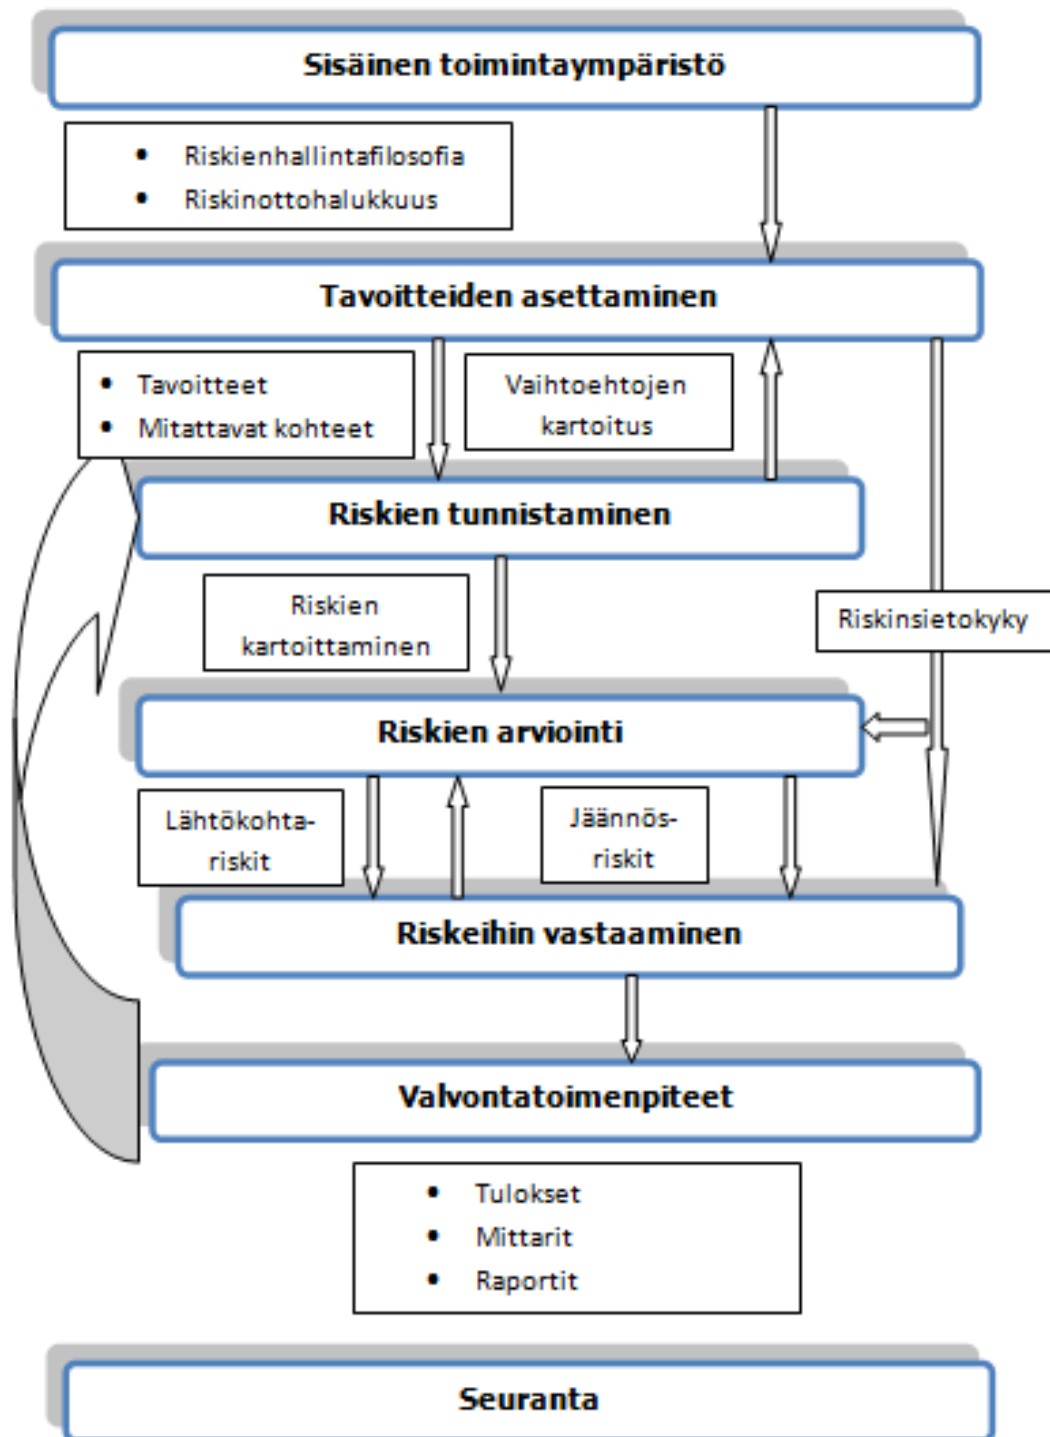 Sisäinen toimintaympäristö
• Riskienhallintafilosofia
• Riskinottohalukkuus
Tavoitteiden asettaminen
• Tavoitteet
• Mitattavat kohteet
Vaihtoehtojen
kartoitus
Riskien tunnistaminen
Riskien
kartoittaminen
Riskinsietokyky
Riskien arviointi
Lähtökohta-
riskit
Jäännös-
riskit
Riskeihin vastaaminen
Valvontatoimenpiteet
• Tulokset
• Mittarit
• Raportit
Seuranta